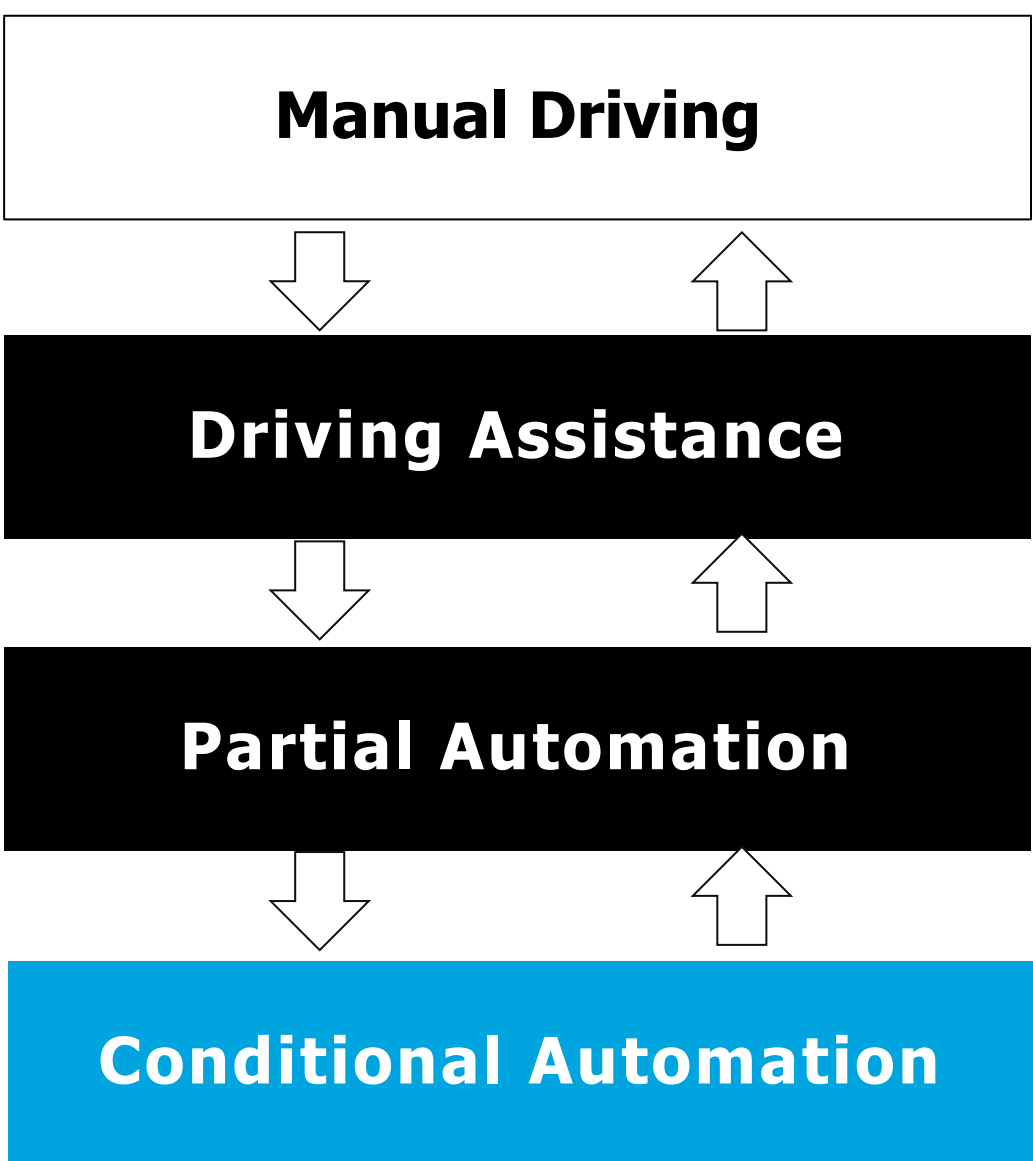 Manual Driving
Driving Assistance
Partial Automation
Conditional Automation